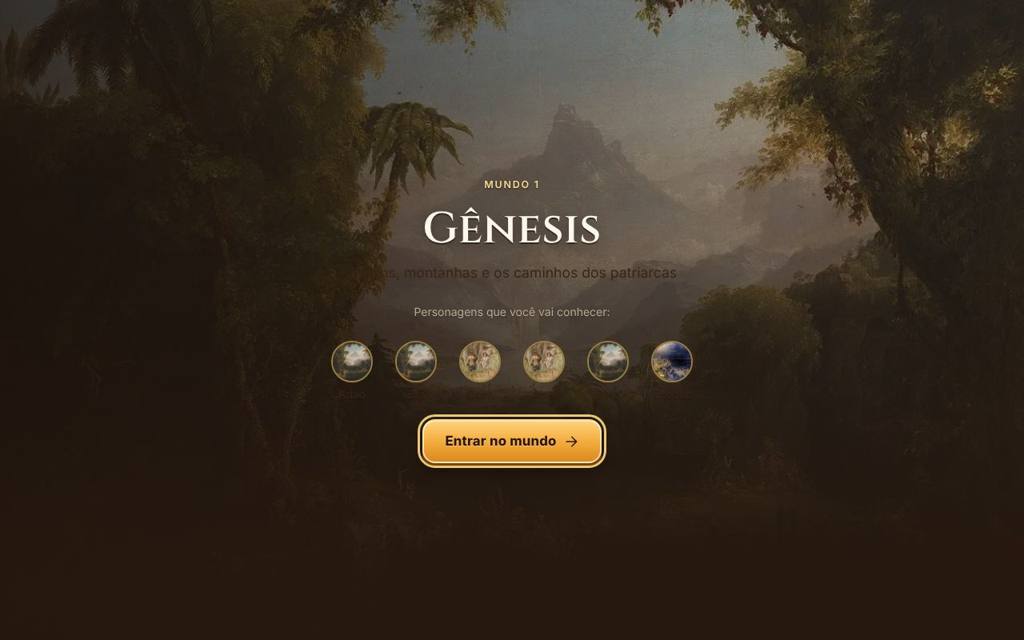 MUNDO 1
Gênesis
montanhas e os caminhos dos patriarcas
Personagens que você vai conhecer:
Entrar no mundo →